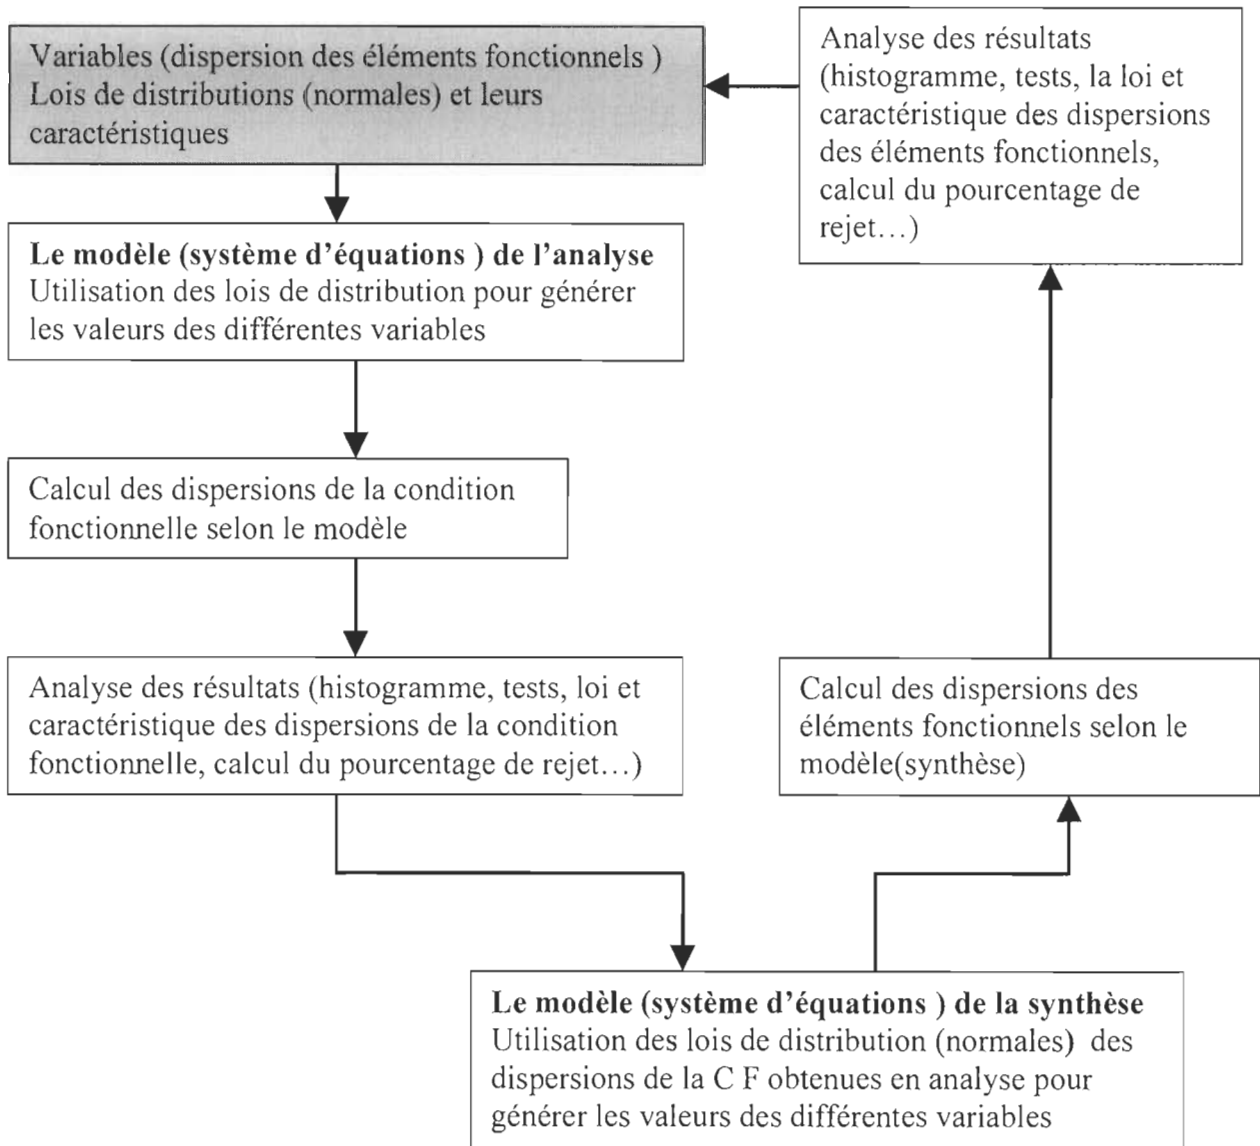 Variables (dispersion des éléments fonctionnels )
Lois de distributions (normales) et leurs
caractéristiques
Le modèle (système d'équations ) de l'analyse
Utilisation des lois de distribution pour générer
les valeurs des différentes variables
Calcul des dispersions de la condition
fonctionnelle selon le modèle
Analyse des résultats (histogramme, tests, loi et
caractéristique des dispersions de la condition
fonctionnelle, calcul du pourcentage de rejet…)
Le modèle (système d'équations ) de la synthèse
Utilisation des lois de distribution (normales) des
dispersions de la C F obtenues en analyse pour
générer les valeurs des différentes variables
Calcul des dispersions des
éléments fonctionnels selon le
modèle(synthèse)
Analyse des résultats
(histogramme, tests, la loi et
caractéristique des dispersions
des éléments fonctionnels,
calcul du pourcentage de
rejet…)